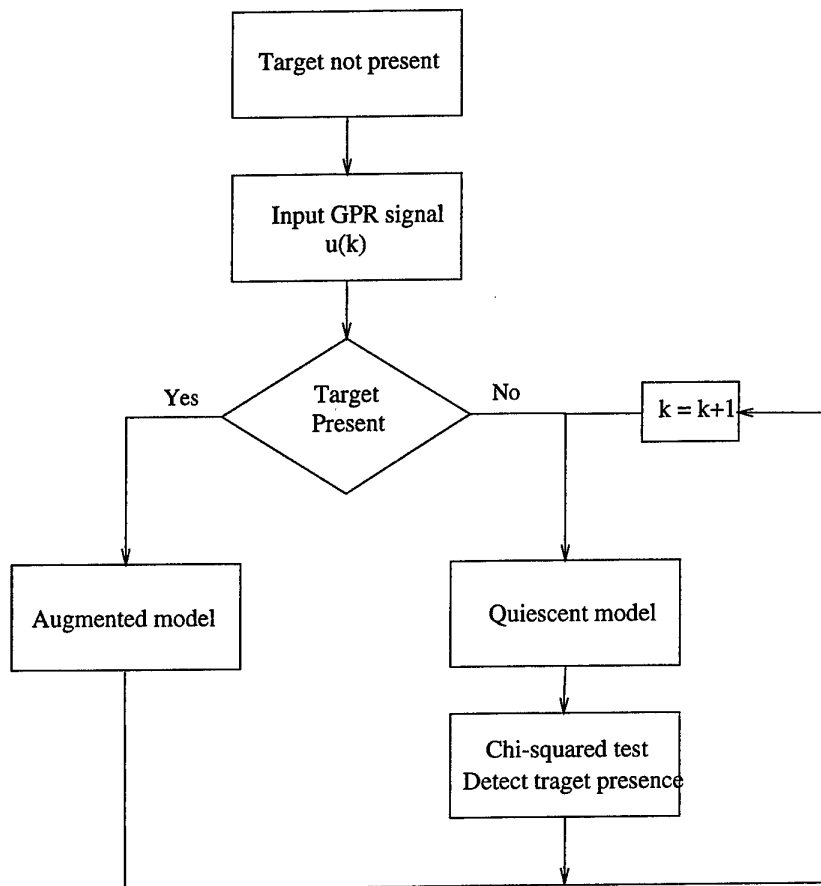 Target not present
Input GPR signal
u(k)
Yes
Target
Present
No
k = k+1
Augmented model
Quiescent model
Chi-squared test
Detect traget presence